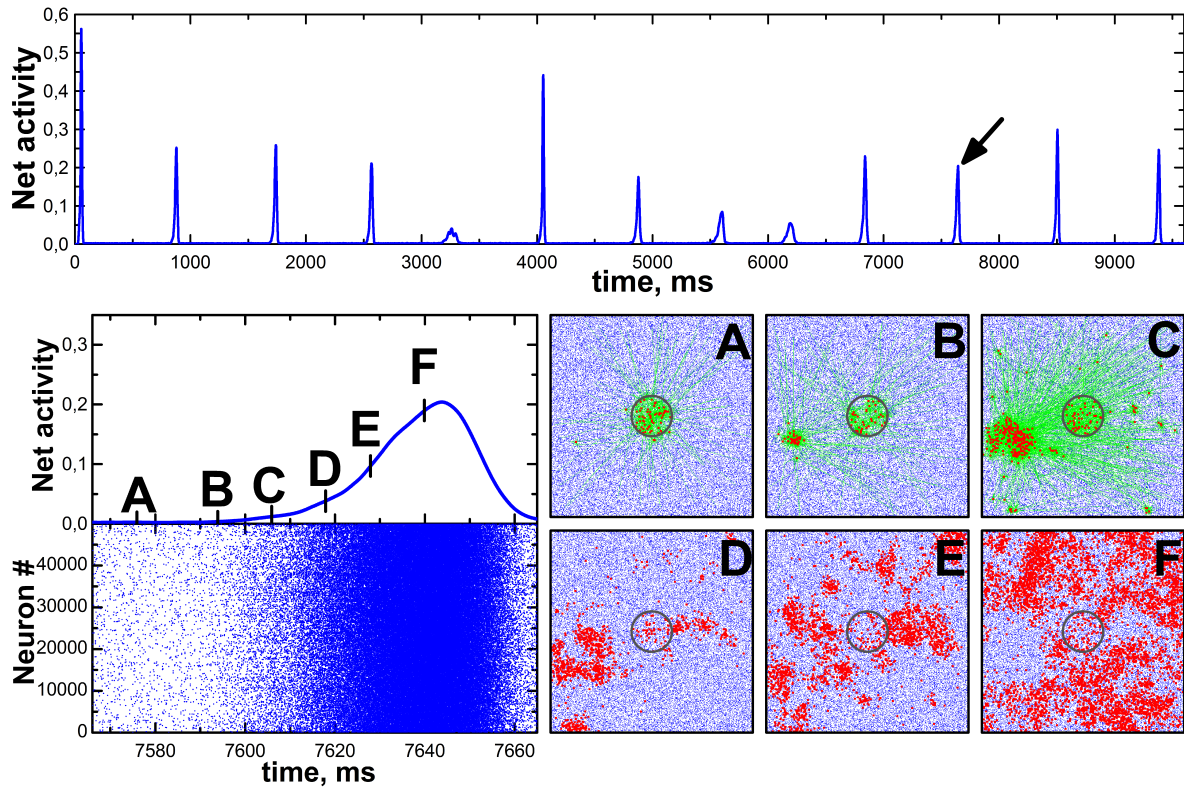 Net activity
0,6
0,5
0,4
0,3
0,2
0,1
0,0
0 1000 2000 3000 4000 5000 6000 7000 8000 9000
time, ms
Net activity
0,3
0,2
0,1
0,0
A B C D E F
Neuron #
40000
30000
20000
10000
0
7580 7600 7620 7640 7660
time, ms
A B C
D E F